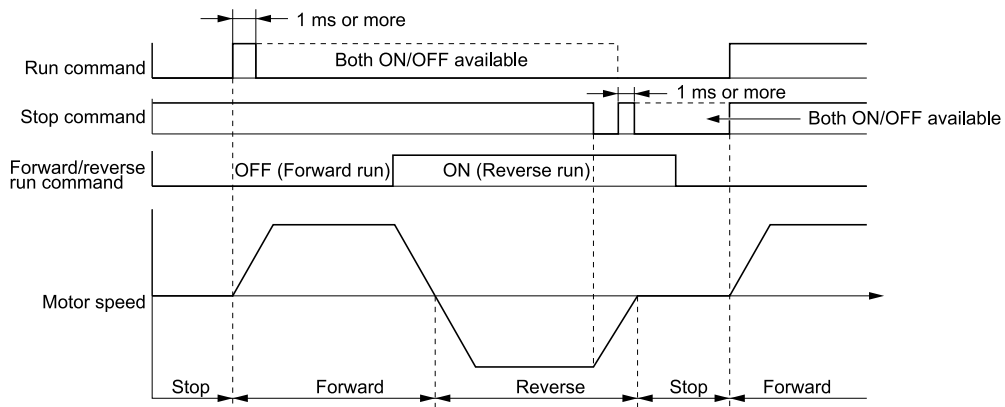 1 ms or more
Run command
Both ON/OFF available
1 ms or more
Stop command
Both ON/OFF available
Forward/reverse
run command
OFF (Forward run)
ON (Reverse run)
Motor speed
Stop
Forward
Reverse
Stop
Forward